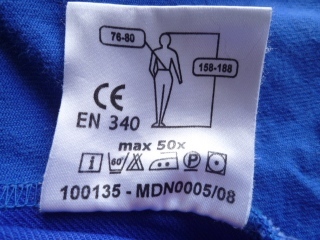 76-80
158-188
CE
EN 340
max 50x
i 60° P
100135 - MDN0005/08